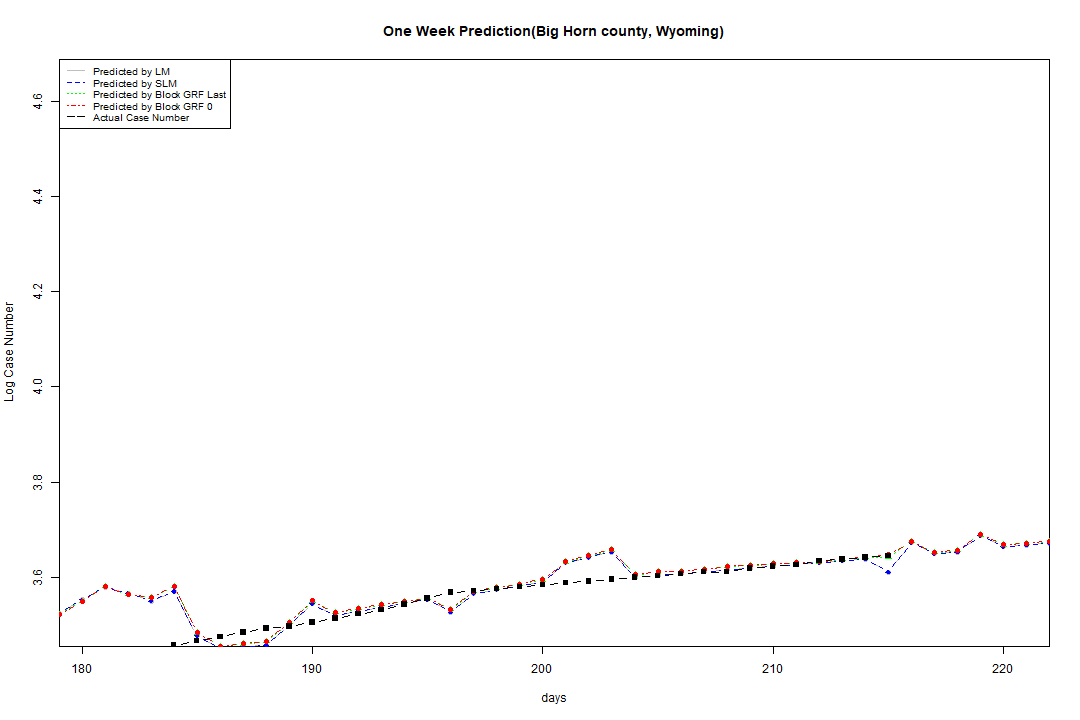 One Week Prediction(Big Horn county, Wyoming)
Predicted by LM
Predicted by SLM
Predicted by Block GRF Last
Predicted by Block GRF 0
Actual Case Number
4.6
4.4
4.2
4.0
3.8
3.6
Log Case Number
180 190 200 210 220
days